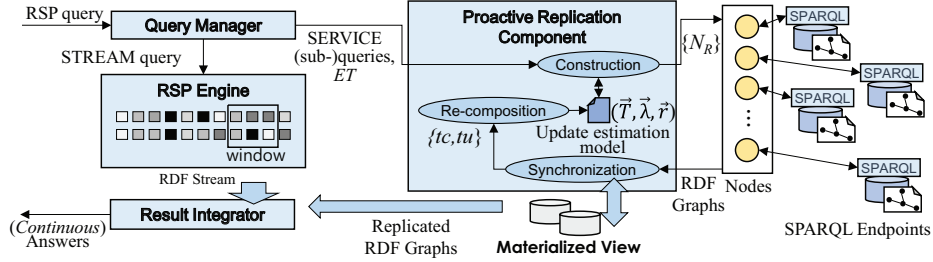 RSP query
Query Manager
STREAM query
SERVICE
(sub-)queries,
ET
RSP Engine
window
RDF Stream
Result Integrator
(Continuous)
Answers
Replicated
RDF Graphs
Proactive Replication
Component
Construction
Re-composition
(T⃗, λ⃗, r⃗)
Update estimation
model
{tc,tu}
Synchronization
Materialized View
{N_R}
RDF
Graphs
Nodes
SPARQL
SPARQL
SPARQL
SPARQL
SPARQL Endpoints